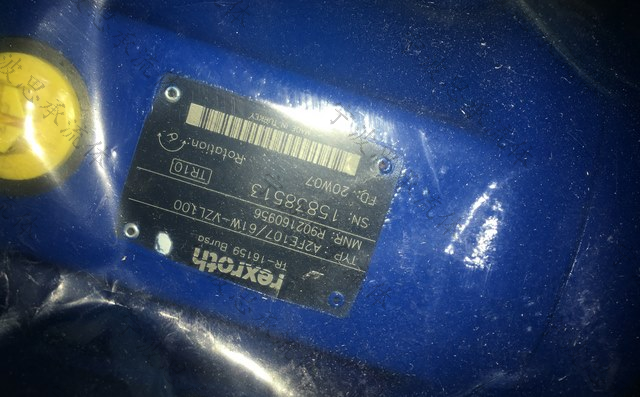 rexroth
TR-16159 Bursa
TYP: A2FE107/61W-VZL100
MNR: R902160956
SN: 15838513
FD: 20W07
TR10
Rotation: